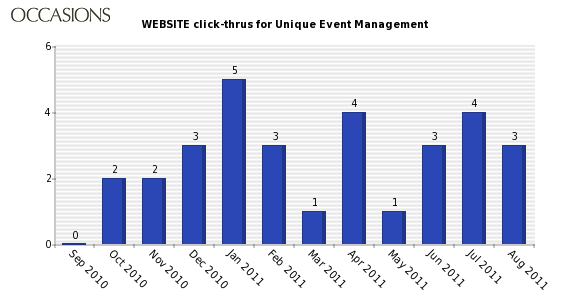 OCCASIONS
WEBSITE click-thrus for Unique Event Management
6
4
2
0
0
2
2
3
5
3
1
4
1
3
4
3
Sep 2010
Oct 2010
Nov 2010
Dec 2010
Jan 2011
Feb 2011
Mar 2011
Apr 2011
May 2011
Jun 2011
Jul 2011
Aug 2011